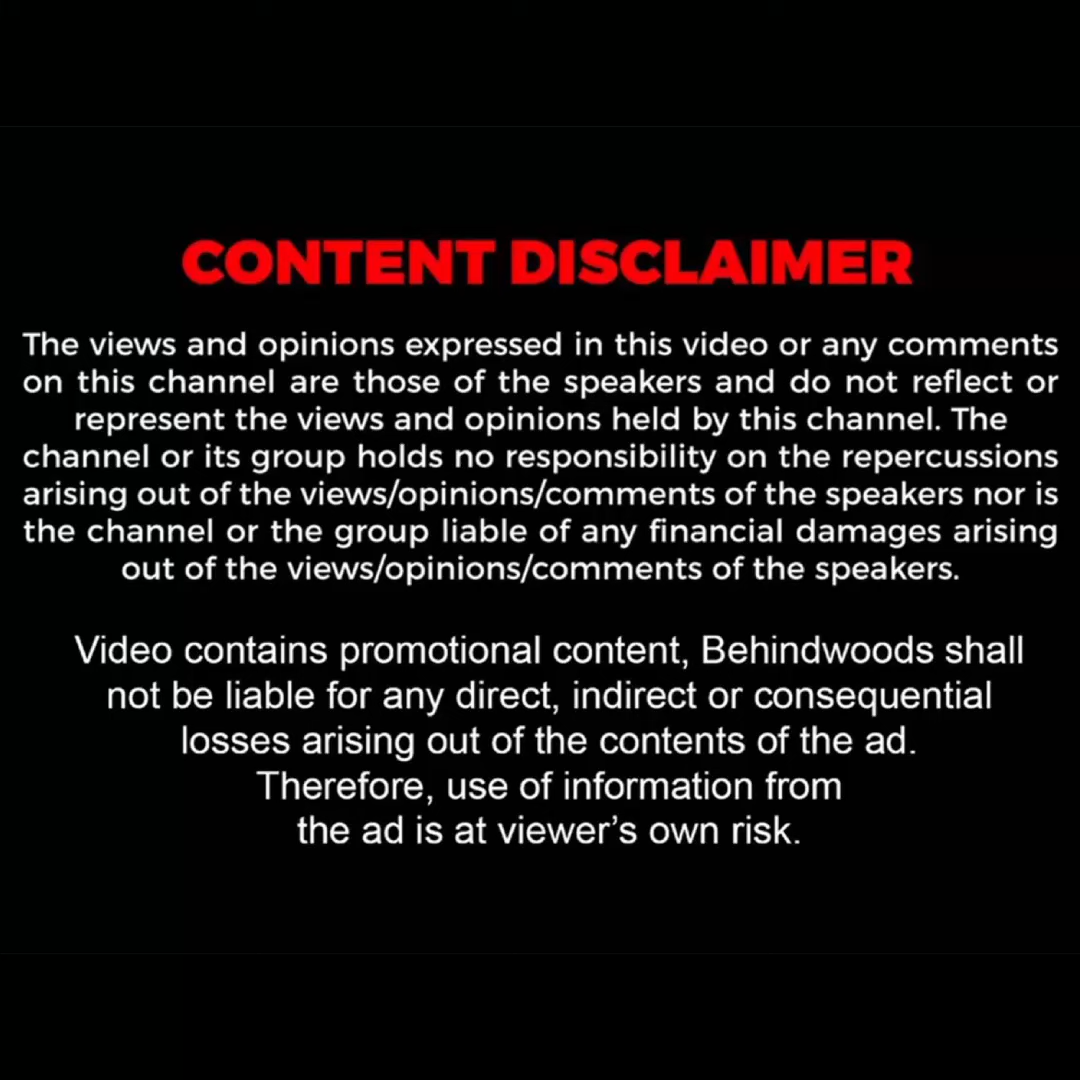 CONTENT DISCLAIMER
The views and opinions expressed in this video or any comments
on this channel are those of the speakers and do not reflect or
represent the views and opinions held by this channel. The
channel or its group holds no responsibility on the repercussions
arising out of the views/opinions/comments of the speakers nor is
the channel or the group liable of any financial damages arising
out of the views/opinions/comments of the speakers.
Video contains promotional content, Behindwoods shall
not be liable for any direct, indirect or consequential
losses arising out of the contents of the ad.
Therefore, use of information from
the ad is at viewer’s own risk.